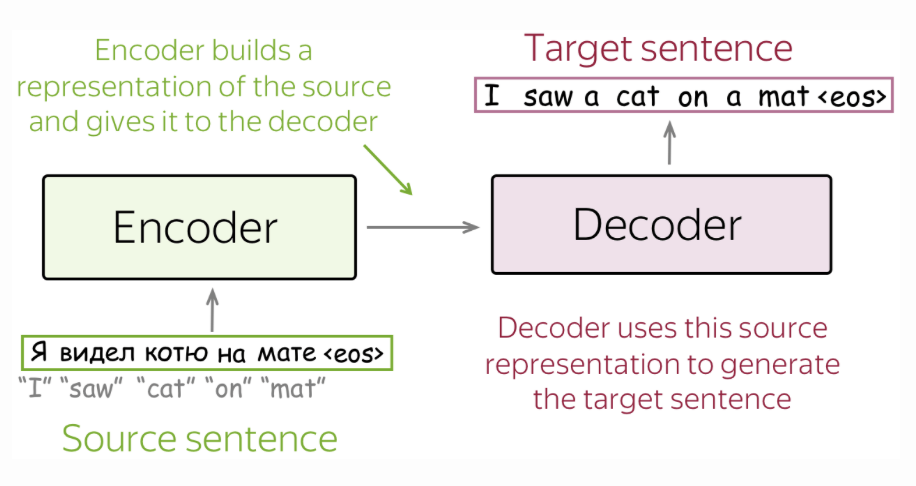 Encoder builds a
representation of the source
and gives it to the decoder
Target sentence
I saw a cat on a mat <eos>
Encoder
Decoder
Я видел котю на мате <eos>
"I" "saw" "cat" "on" "mat"
Source sentence
Decoder uses this source
representation to generate
the target sentence